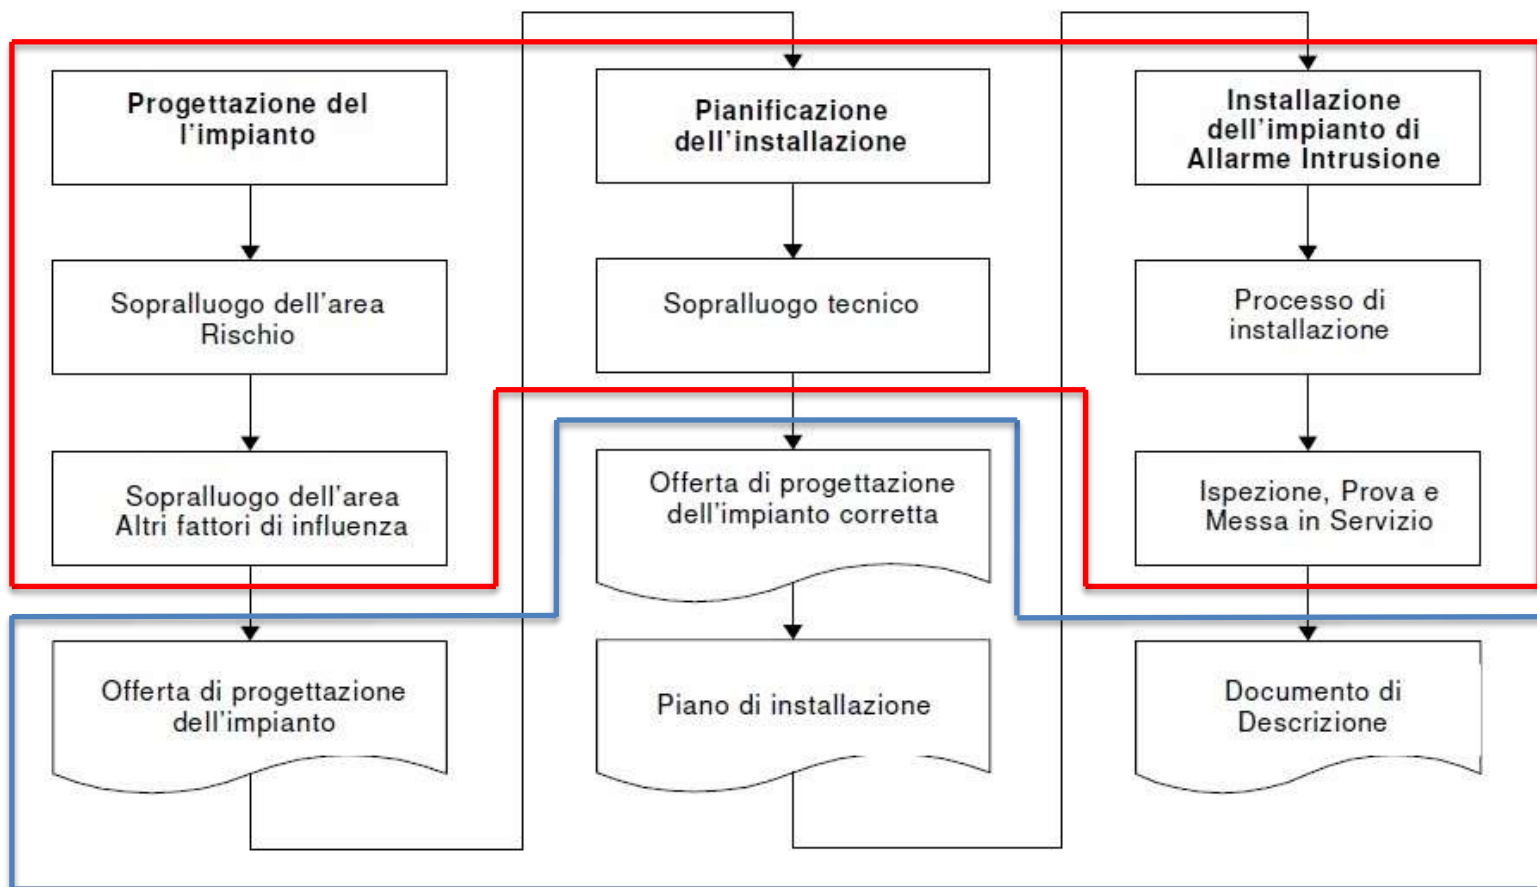 Progettazione del
l'impianto
Sopralluogo dell'area
Rischio
Sopralluogo dell'area
Altri fattori di influenza
Offerta di progettazione
dell'impianto
Pianificazione
dell'installazione
Sopralluogo tecnico
Offerta di progettazione
dell'impianto corretta
Piano di installazione
Installazione
dell'impianto di
Allarme Intrusione
Processo di
installazione
Ispezione, Prova e
Messa in Servizio
Documento di
Descrizione